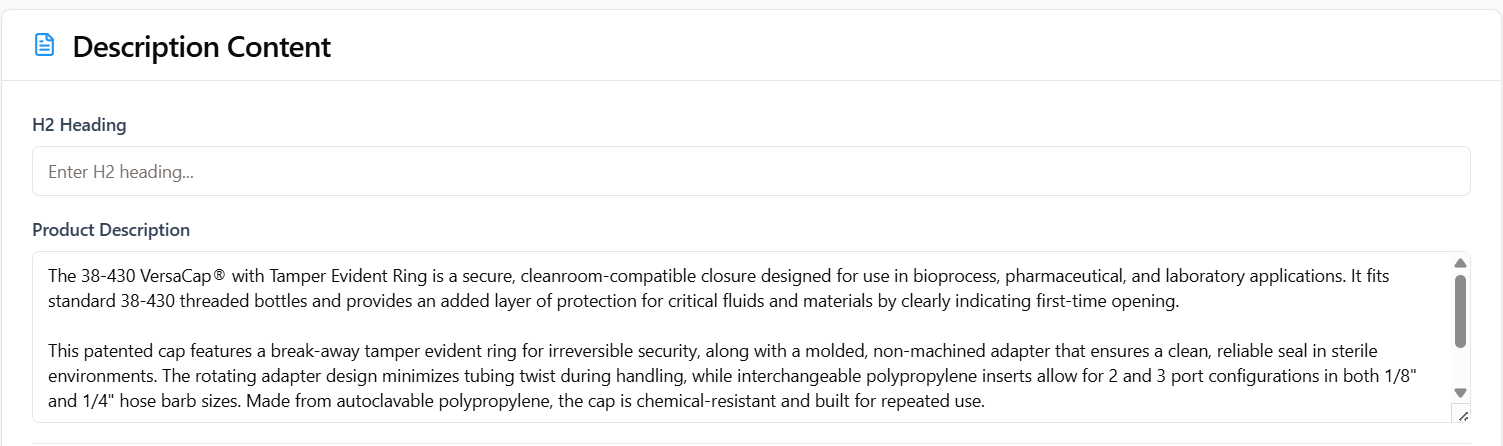 Description Content
H2 Heading
Enter H2 heading...
Product Description
The 38-430 VersaCap® with Tamper Evident Ring is a secure, cleanroom-compatible closure designed for use in bioprocess, pharmaceutical, and laboratory applications. It fits
standard 38-430 threaded bottles and provides an added layer of protection for critical fluids and materials by clearly indicating first-time opening.
This patented cap features a break-away tamper evident ring for irreversible security, along with a molded, non-machined adapter that ensures a clean, reliable seal in sterile
environments. The rotating adapter design minimizes tubing twist during handling, while interchangeable polypropylene inserts allow for 2 and 3 port configurations in both 1/8"
and 1/4" hose barb sizes. Made from autoclavable polypropylene, the cap is chemical-resistant and built for repeated use.